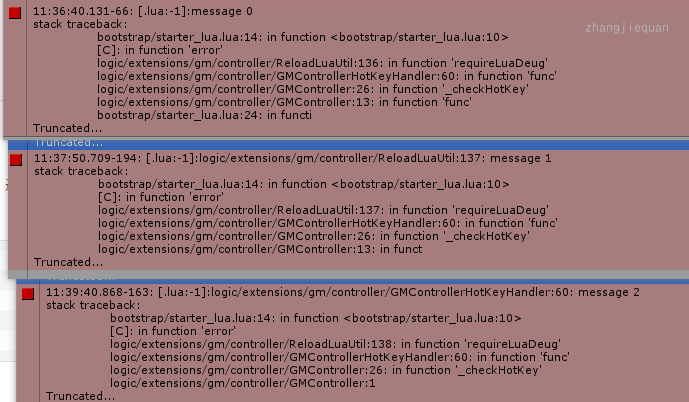 11:36:40.131-66: [.lua:-1]:message 0
zhangjiequan
stack traceback:
bootstrap/starter_lua.lua:14: in function <bootstrap/starter_lua.lua:10>
[C]: in function 'error'
logic/extensions/gm/controller/ReloadLuaUtil:136: in function 'requireLuaDeug'
logic/extensions/gm/controller/GMControllerHotKeyHandler:60: in function 'func'
logic/extensions/gm/controller/GMController:26: in function '_checkHotKey'
logic/extensions/gm/controller/GMController:13: in function 'func'
bootstrap/starter_lua.lua:24: in functi
Truncated...
Truncated...
11:37:50.709-194: [.lua:-1]:logic/extensions/gm/controller/ReloadLuaUtil:137: message 1
stack traceback:
bootstrap/starter_lua.lua:14: in function <bootstrap/starter_lua.lua:10>
[C]: in function 'error'
logic/extensions/gm/controller/ReloadLuaUtil:137: in function 'requireLuaDeug'
logic/extensions/gm/controller/GMControllerHotKeyHandler:60: in function 'func'
logic/extensions/gm/controller/GMController:26: in function '_checkHotKey'
logic/extensions/gm/controller/GMController:13: in funct
Truncated...
11:39:40.868-163: [.lua:-1]:logic/extensions/gm/controller/GMControllerHotKeyHandler:60: message 2
stack traceback:
bootstrap/starter_lua.lua:14: in function <bootstrap/starter_lua.lua:10>
[C]: in function 'error'
logic/extensions/gm/controller/ReloadLuaUtil:138: in function 'requireLuaDeug'
logic/extensions/gm/controller/GMControllerHotKeyHandler:60: in function 'func'
logic/extensions/gm/controller/GMController:26: in function '_checkHotKey'
logic/extensions/gm/controller/GMController:1
Truncated...